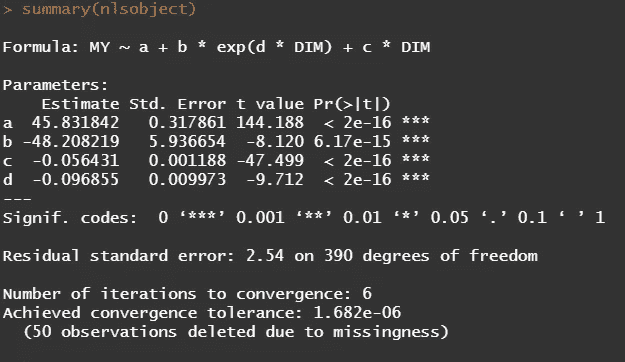 > summary(nlsobject)
Formula: MY ~ a + b * exp(d * DIM) + c * DIM
Parameters:
Estimate Std. Error t value Pr(>|t|)
a 45.831842 0.317861 144.188 < 2e-16 ***
b -48.208219 5.936654 -8.120 6.17e-15 ***
c -0.056431 0.001188 -47.499 < 2e-16 ***
d -0.096855 0.009973 -9.712 < 2e-16 ***
---
Signif. codes: 0 ‘***’ 0.001 ‘**’ 0.01 ‘*’ 0.05 ‘.’ 0.1 ‘ ’ 1
Residual standard error: 2.54 on 390 degrees of freedom
Number of iterations to convergence: 6
Achieved convergence tolerance: 1.682e-06
(50 observations deleted due to missingness)